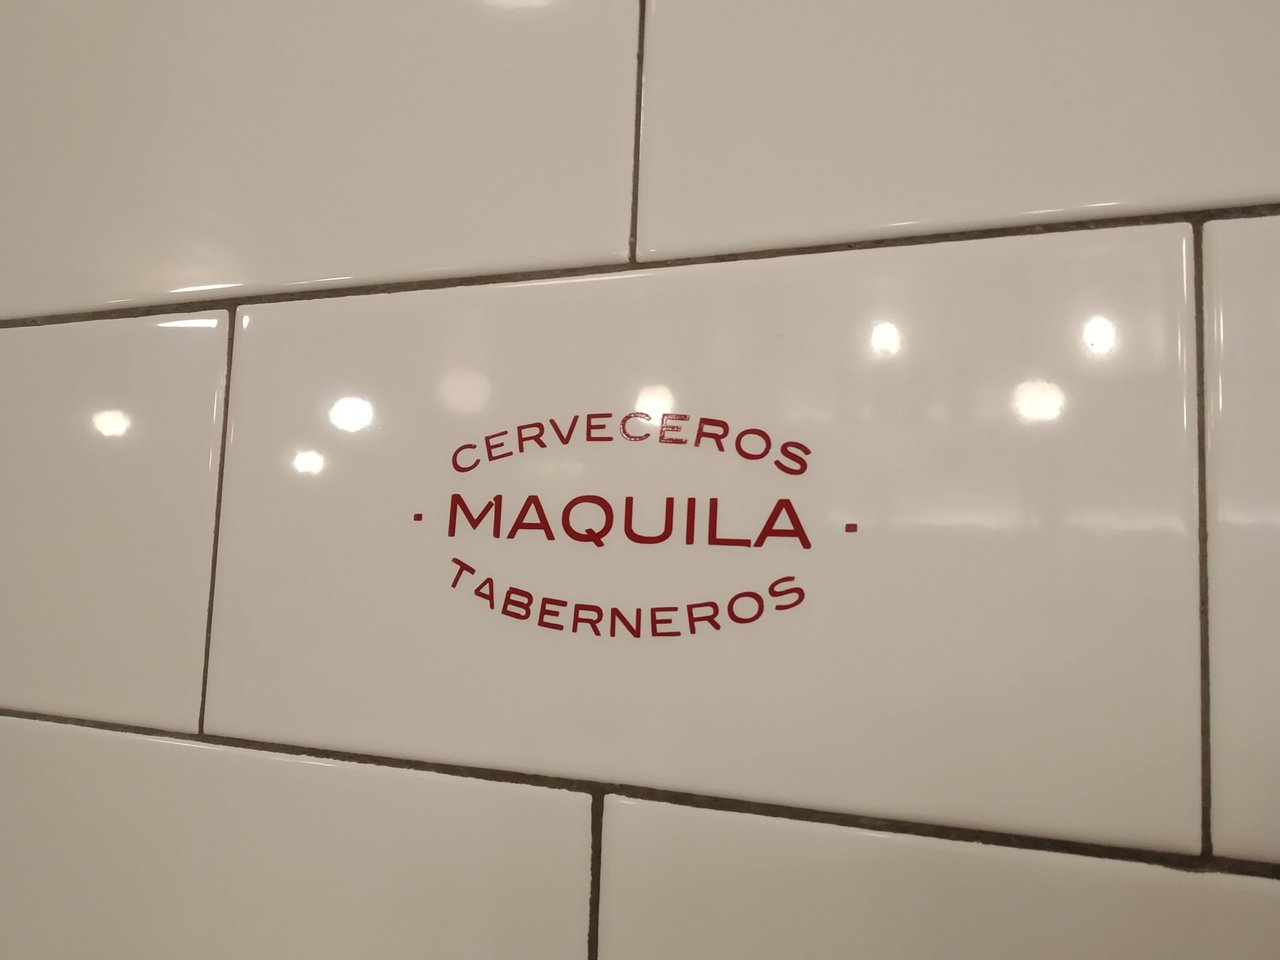 CERVECEROS
· MAQUILA ·
TABERNEROS